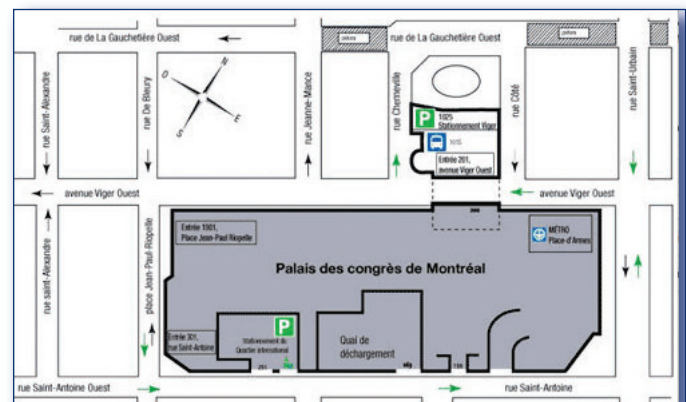 rue de La Gauchetière Ouest
rue de La Gauchetière Ouest
rue Saint-Alexandre
rue De Bleury
N
O
E
S
rue Jeanne-Mance
rue Chenneville
rue Côté
rue Saint-Urbain
P
1025
Stationnement Viger
1015
Entrée 201,
avenue Viger Ouest
avenue Viger Ouest
avenue Viger Ouest
rue saint-Alexandre
place Jean-Paul-Riopelle
Entrée 1001,
Place Jean-Paul Riopelle
MÉTRO
Place-d'Armes
Palais des congrès de Montréal
Entrée 301,
rue Saint-Antoine
P
Stationnement du
Quartier international
Quai de
déchargement
251
rue Saint-Antoine Ouest
rue Saint-Antoine